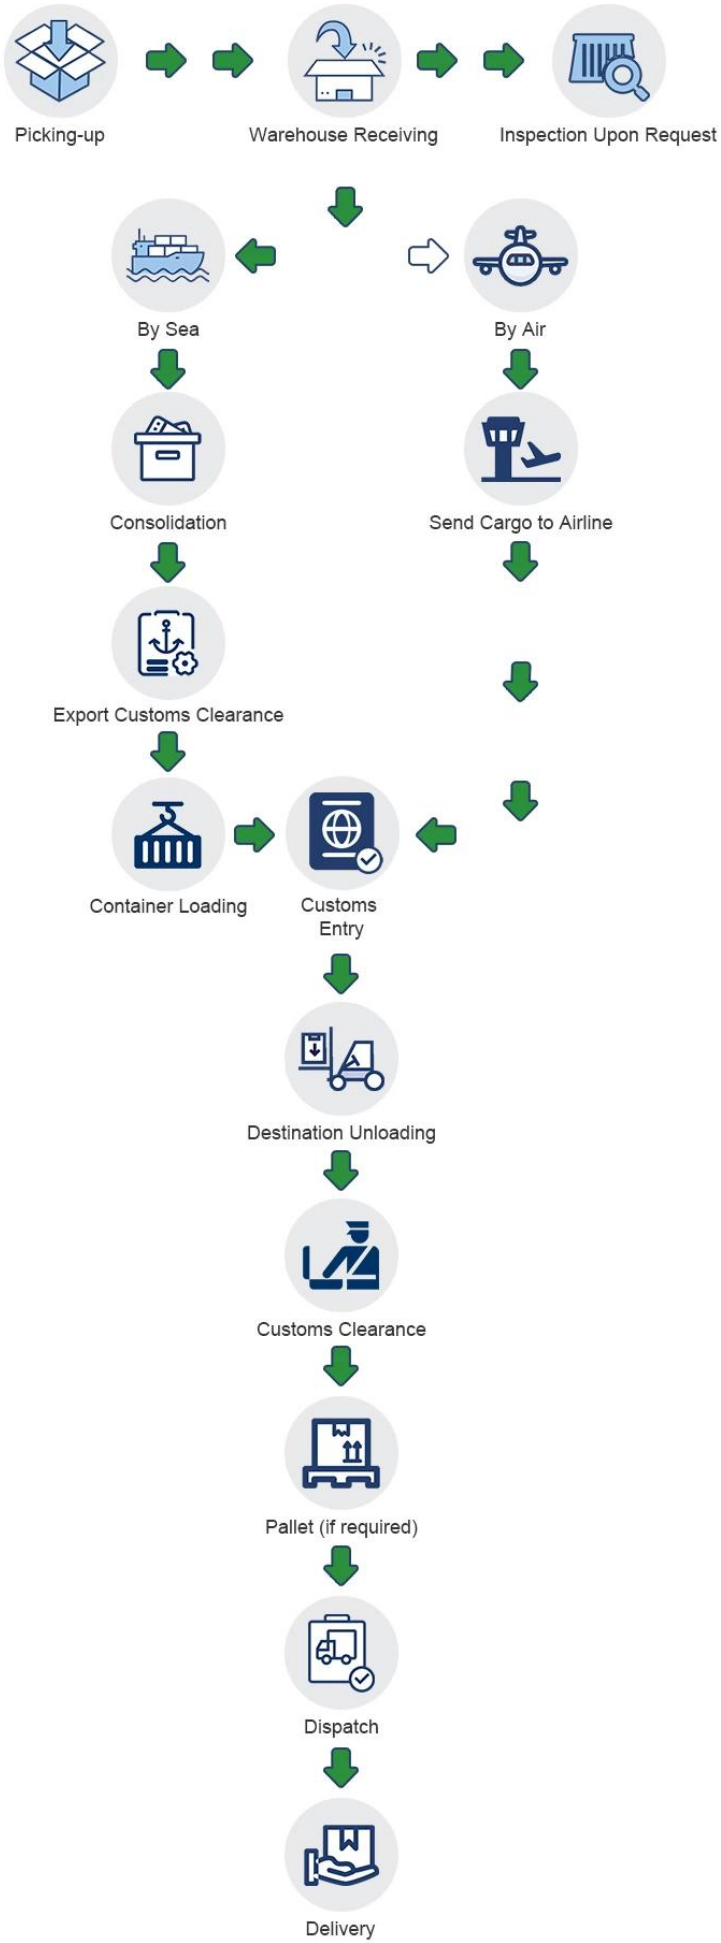 Picking-up
Warehouse Receiving
Inspection Upon Request
By Sea
By Air
Consolidation
Send Cargo to Airline
Export Customs Clearance
Container Loading
Customs
Entry
Destination Unloading
Customs Clearance
Pallet (if required)
Dispatch
Delivery